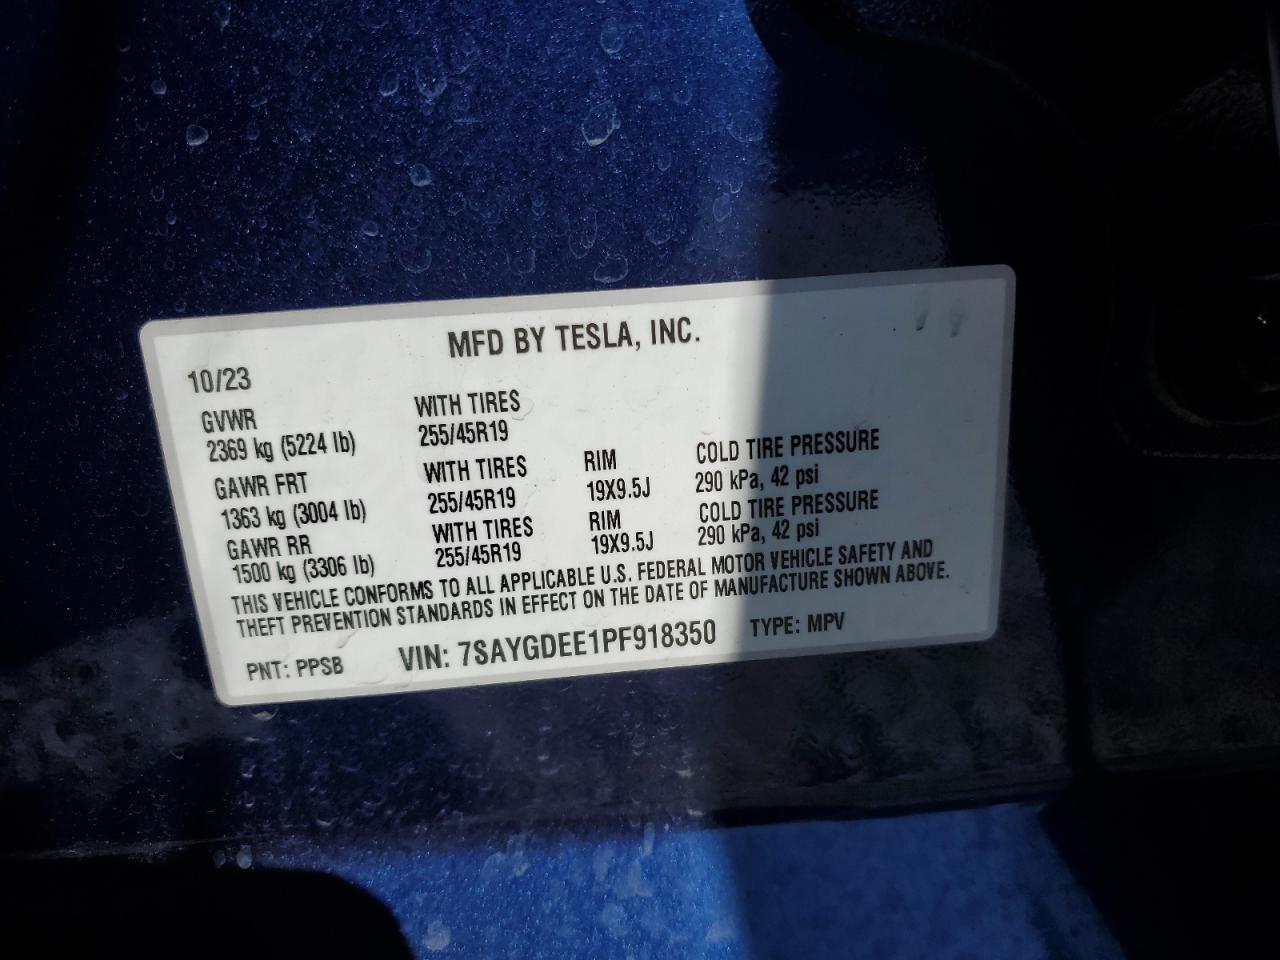 MFD BY TESLA, INC.
10/23
GVWR WITH TIRES
2369 kg (5224 lb) 255/45R19
GAWR FRT WITH TIRES RIM COLD TIRE PRESSURE
1363 kg (3004 lb) 255/45R19 19X9.5J 290 kPa, 42 psi
GAWR RR WITH TIRES RIM COLD TIRE PRESSURE
1500 kg (3306 lb) 255/45R19 19X9.5J 290 kPa, 42 psi
THIS VEHICLE CONFORMS TO ALL APPLICABLE U.S. FEDERAL MOTOR VEHICLE SAFETY AND
THEFT PREVENTION STANDARDS IN EFFECT ON THE DATE OF MANUFACTURE SHOWN ABOVE.
PNT: PPSB VIN: 7SAYGDEE1PF918350 TYPE: MPV